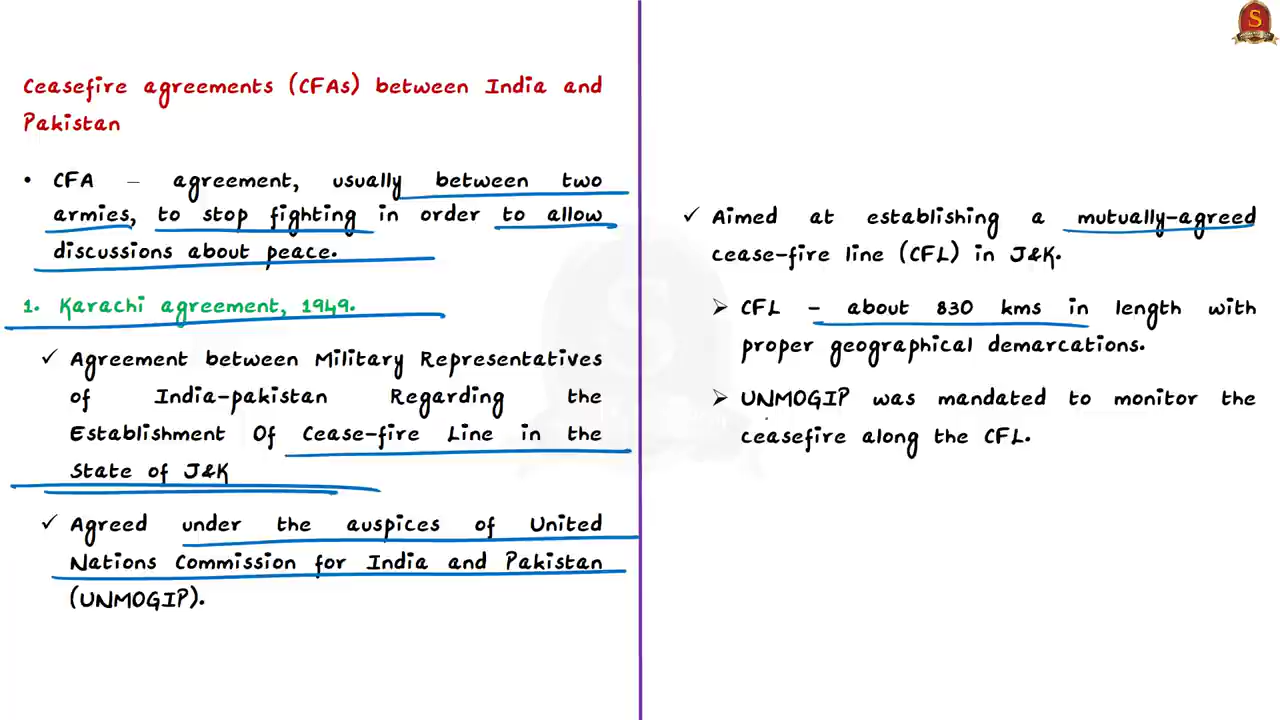 Ceasefire agreements (CFAs) between India and
Pakistan
• CFA – agreement, usually between two
armies, to stop fighting in order to allow
discussions about peace.
1. Karachi agreement, 1949.
✓ Agreement between Military Representatives
of India-pakistan Regarding the
Establishment Of Cease-fire Line in the
State of J&K
✓ Agreed under the auspices of United
Nations Commission for India and Pakistan
(UNMOGIP).
✓ Aimed at establishing a mutually-agreed
cease-fire line (CFL) in J&K.
➢ CFL – about 830 kms in length with
proper geographical demarcations.
➢ UNMOGIP was mandated to monitor the
ceasefire along the CFL.
S